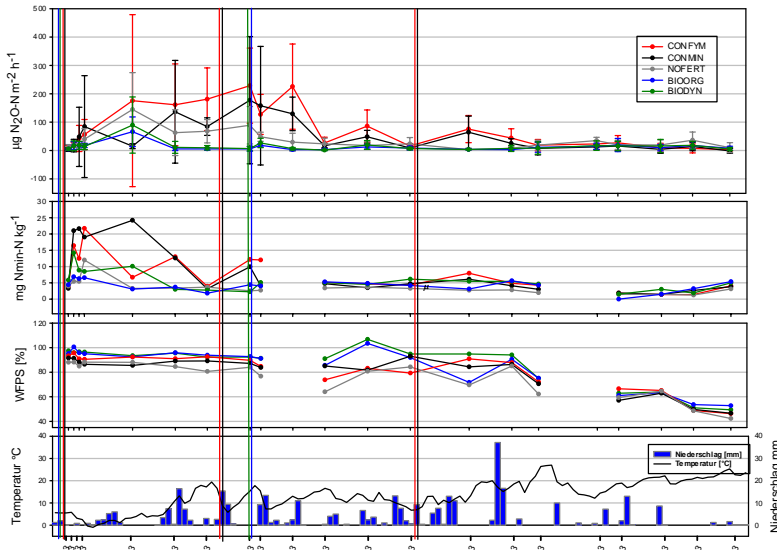 µg N₂O-N m⁻² h⁻¹
500
400
300
200
100
0
-100
CONFYM
CONMIN
NOFERT
BIOORG
BIODYN
mg Nmin-N kg⁻¹
30
25
20
15
10
5
0
µ
WFPS [%]
120
100
80
60
40
Temperatur °C
40
30
20
10
0
Niederschlag [mm]
Temperatur [°C]
40
30
20
10
0
Niederschlag mm